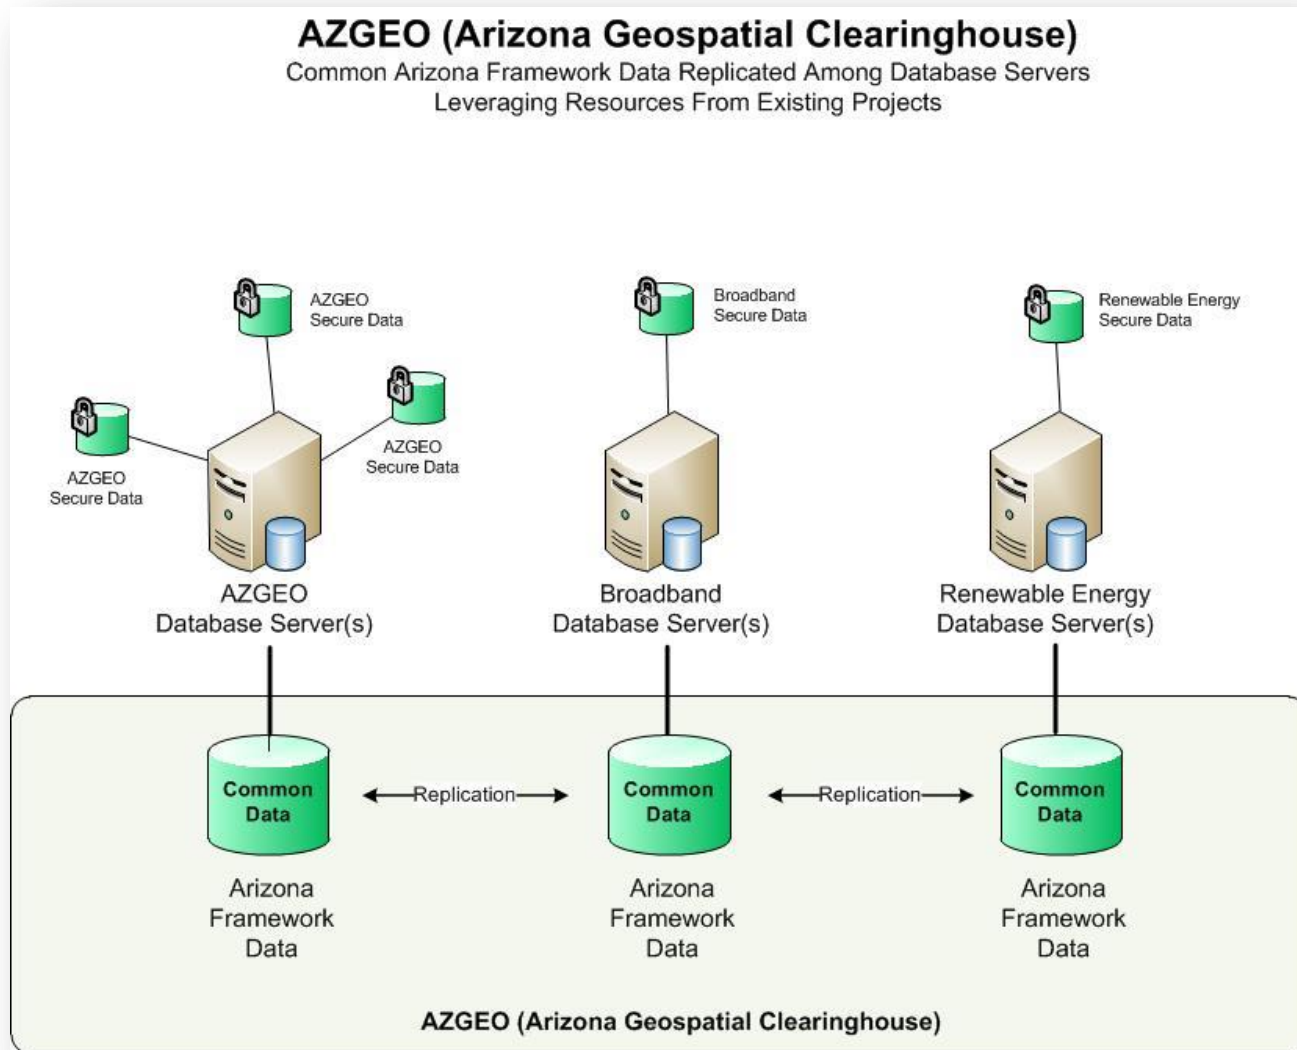 AZGEO (Arizona Geospatial Clearinghouse)
Common Arizona Framework Data Replicated Among Database Servers
Leveraging Resources From Existing Projects
AZGEO
Secure Data
AZGEO
Secure Data
AZGEO
Secure Data
Broadband
Secure Data
Renewable Energy
Secure Data
AZGEO
Database Server(s)
Broadband
Database Server(s)
Renewable Energy
Database Server(s)
Common
Data
Replication
Common
Data
Replication
Common
Data
Arizona
Framework
Data
Arizona
Framework
Data
Arizona
Framework
Data
AZGEO (Arizona Geospatial Clearinghouse)